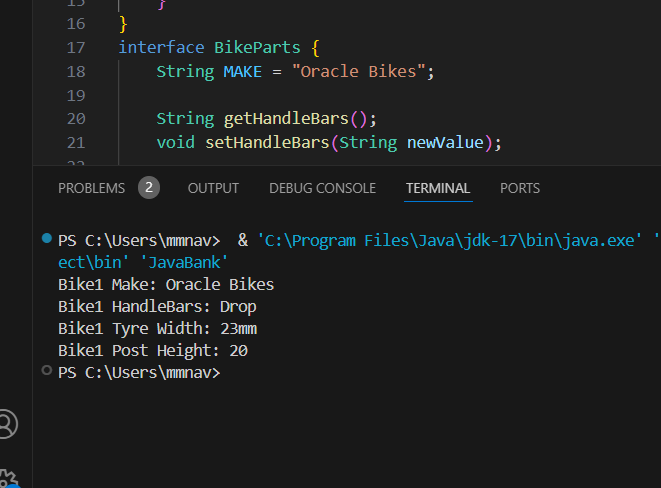 15 }
16 }
17 interface BikeParts {
18 String MAKE = "Oracle Bikes";
19
20 String getHandleBars();
21 void setHandleBars(String newValue);
PROBLEMS 2 OUTPUT DEBUG CONSOLE TERMINAL PORTS
PS C:\Users\mmnav> & 'C:\Program Files\Java\jdk-17\bin\java.exe' '
ect\bin' 'JavaBank'
Bike1 Make: Oracle Bikes
Bike1 HandleBars: Drop
Bike1 Tyre Width: 23mm
Bike1 Post Height: 20
PS C:\Users\mmnav>